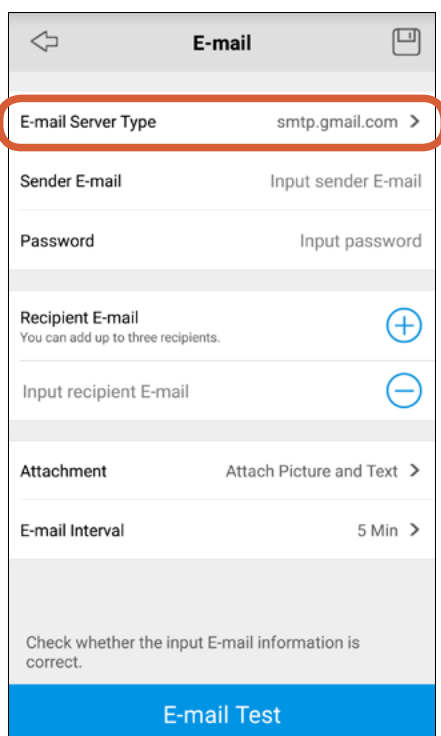 E-mail
E-mail Server Type smtp.gmail.com
Sender E-mail Input sender E-mail
Password Input password
Recipient E-mail
You can add up to three recipients.
Input recipient E-mail
Attachment Attach Picture and Text
E-mail Interval 5 Min
Check whether the input E-mail information is
correct.
E-mail Test